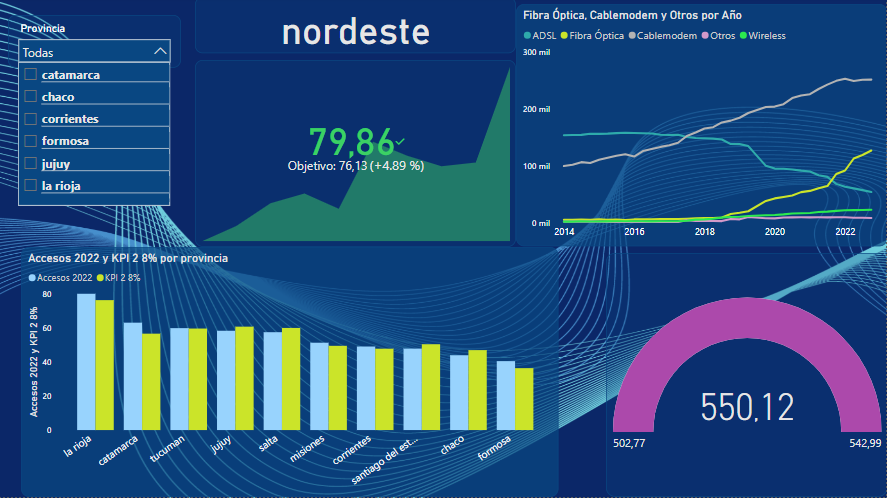 Provincia
Todas
catamarca
chaco
corrientes
formosa
jujuy
la rioja
nordeste
79,86
Objetivo: 76,13 (+4.89 %)
Fibra Óptica, Cablemodem y Otros por Año
ADSL Fibra Óptica Cablemodem Otros Wireless
300 mil
200 mil
100 mil
0 mil
2014 2016 2018 2020 2022
Accesos 2022 y KPI 2 8% por provincia
Accesos 2022 KPI 2 8%
Accesos 2022 y KPI 2 8%
80
60
40
20
0
la rioja catamarca tucuman jujuy salta misiones corrientes santiago del est... chaco formosa
550,12
502,77 542,99